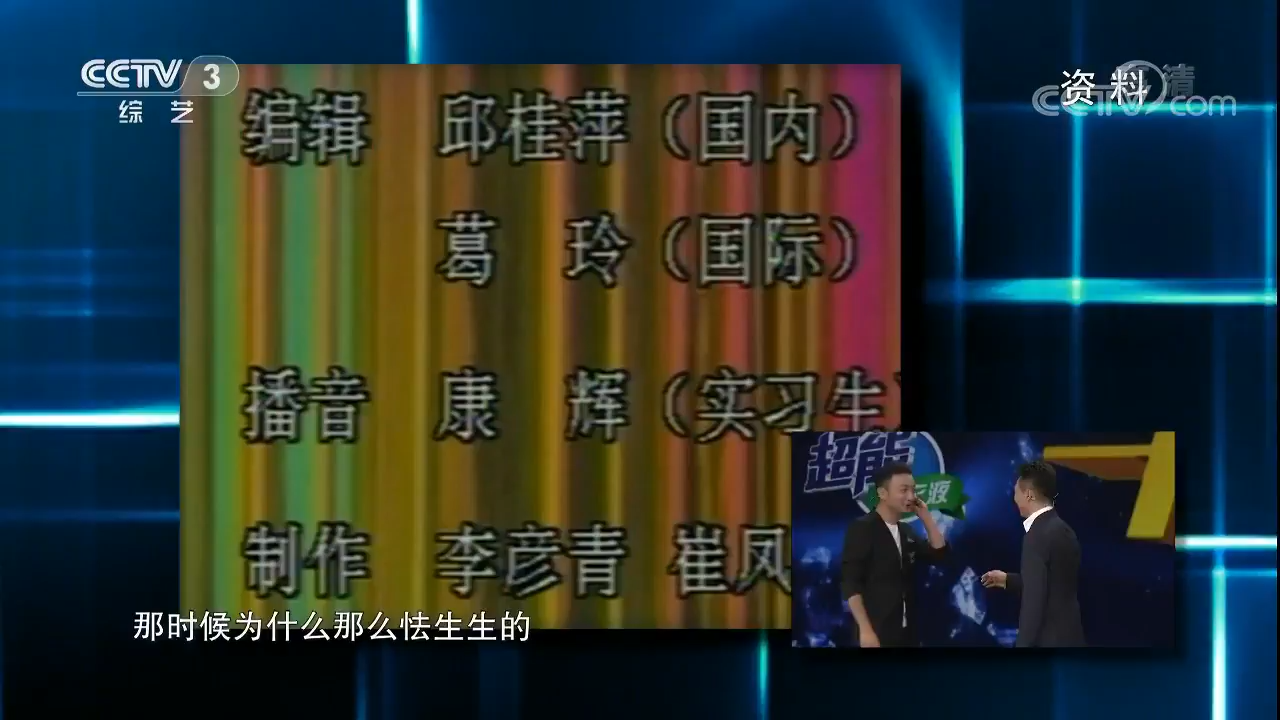 CCTV 3
综艺
资料
CCTV.com
编辑 邱桂萍（国内）
葛 玲（国际）
播音 康 辉（实习生）
制作 李彦青 崔凤
超能
液
那时候为什么那么怯生生的